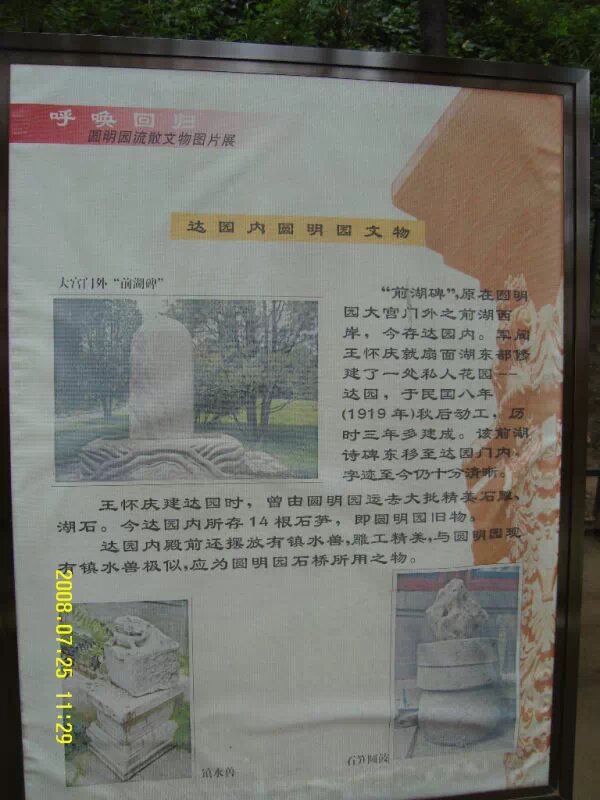 呼唤回归
圆明园流散文物图片展
达园内圆明园文物
大宫门外“前湖碑”
“前湖碑”,原在圆明
园大宫门外之前湖西
岸，今存达园内。军阀
王怀庆就扇面湖东部修
建了一处私人花园——
达园，于民国八年
(1919年)秋后动工，历
时三年多建成。该前湖
诗碑东移至达园门内，
字迹至今仍十分清晰。
王怀庆建达园时，曾由圆明园运去大批精美石雕、
湖石。今达园内所存14根石笋，即圆明园旧物。
达园内殿前还摆放有镇水兽,雕工精美,与圆明园现
有镇水兽极似,应为圆明园石桥所用之物。
镇水兽
石笋圆
2008.07.25 11:29